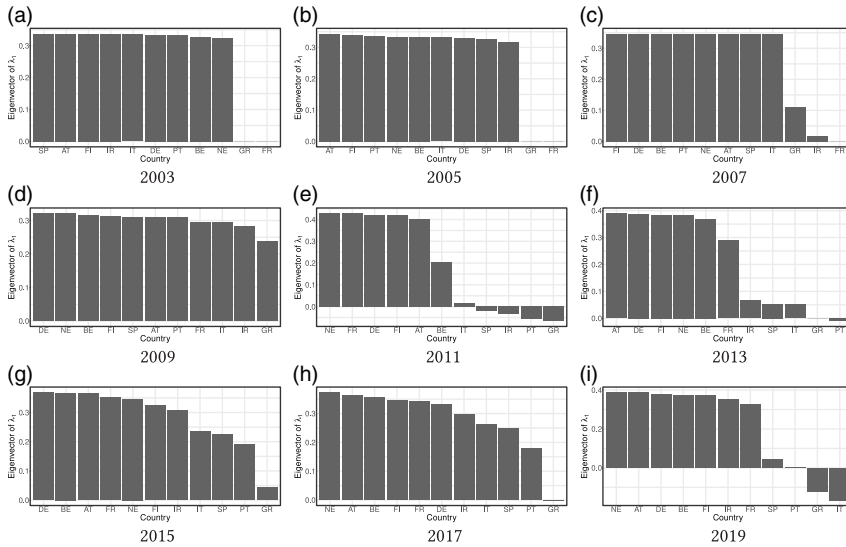 (a)
Eigenvector of λ1
0.3
0.2
0.1
0.0
SP AT FI IR IT DE PT BE NE GR FR
Country
2003
(b)
Eigenvector of λ1
0.3
0.2
0.1
0.0
AT FI PT NE BE IT DE SP IR GR FR
Country
2005
(c)
Eigenvector of λ1
0.3
0.2
0.1
0.0
FI DE BE PT NE AT SP IT GR IR FR
Country
2007
(d)
Eigenvector of λ1
0.3
0.2
0.1
0.0
DE NE BE FI SP AT PT FR IT IR GR
Country
2009
(e)
Eigenvector of λ1
0.4
0.3
0.2
0.1
0.0
NE FR DE FI AT BE IT SP IR PT GR
Country
2011
(f)
Eigenvector of λ1
0.4
0.3
0.2
0.1
0.0
AT DE FI NE BE FR IR SP IT GR PT
Country
2013
(g)
Eigenvector of λ1
0.3
0.2
0.1
0.0
DE BE AT FR NE FI IR IT SP PT GR
Country
2015
(h)
Eigenvector of λ1
0.3
0.2
0.1
0.0
NE AT BE FI FR DE IR IT SP PT GR
Country
2017
(i)
Eigenvector of λ1
0.4
0.2
0.0
NE AT DE BE FI IR FR SP PT GR IT
Country
2019